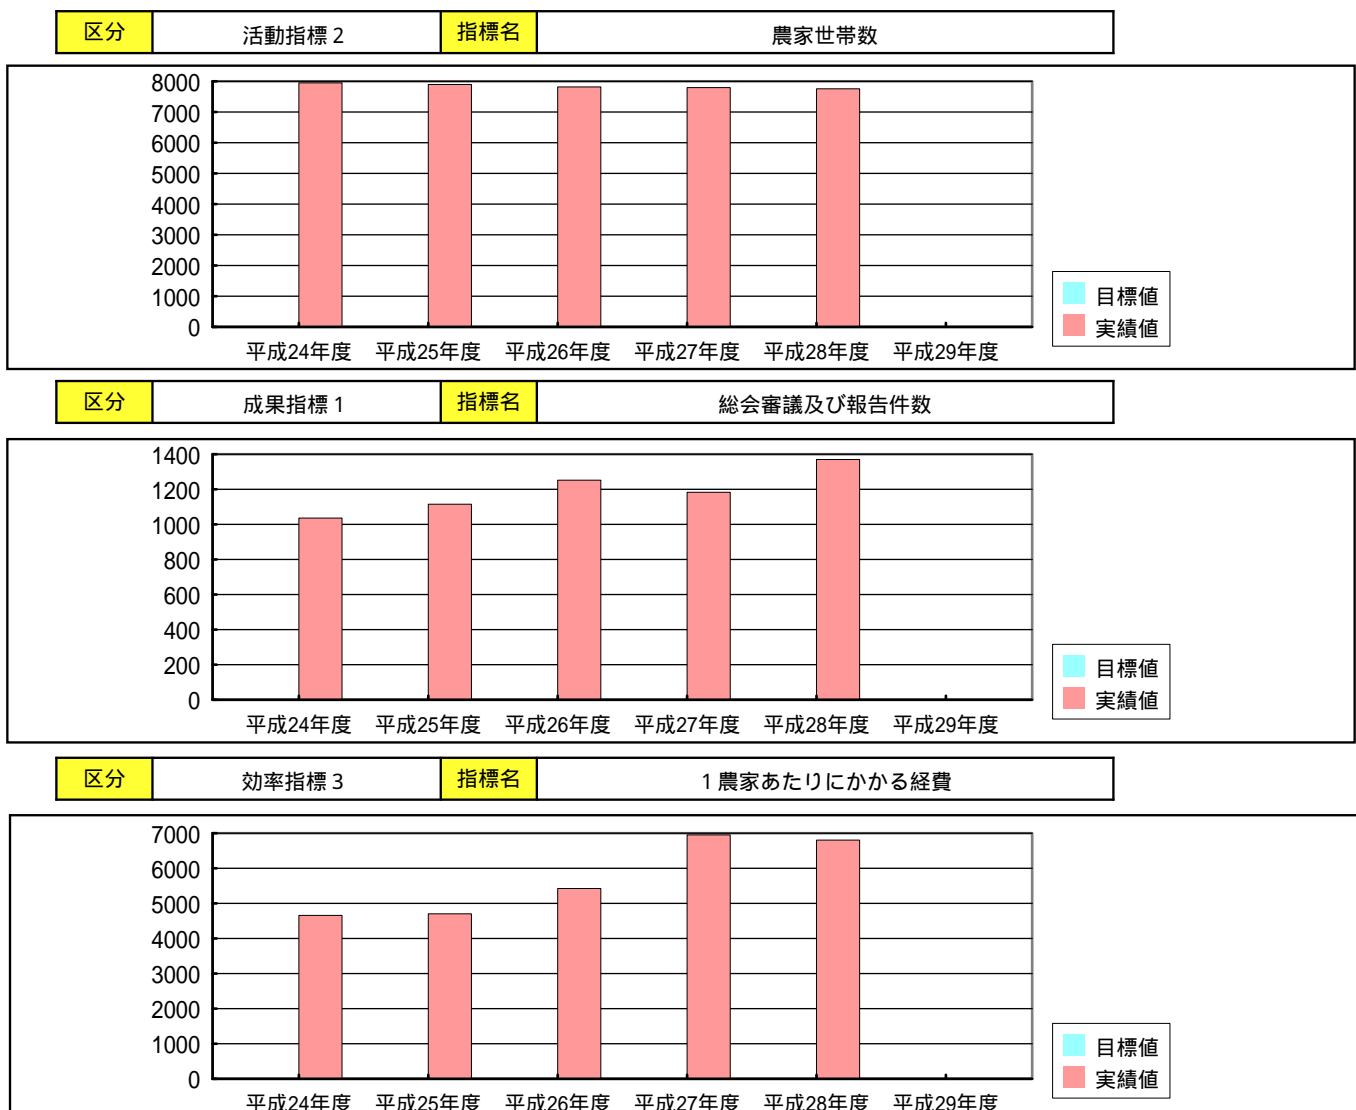 区分 活動指標２ 指標名 農家世帯数
8000
7000
6000
5000
4000
3000
2000
1000
0
平成24年度 平成25年度 平成26年度 平成27年度 平成28年度 平成29年度
目標値
実績値
区分 成果指標１ 指標名 総会審議及び報告件数
1400
1200
1000
800
600
400
200
0
平成24年度 平成25年度 平成26年度 平成27年度 平成28年度 平成29年度
目標値
実績値
区分 効率指標３ 指標名 １農家あたりにかかる経費
7000
6000
5000
4000
3000
2000
1000
0
平成24年度 平成25年度 平成26年度 平成27年度 平成28年度 平成29年度
目標値
実績値